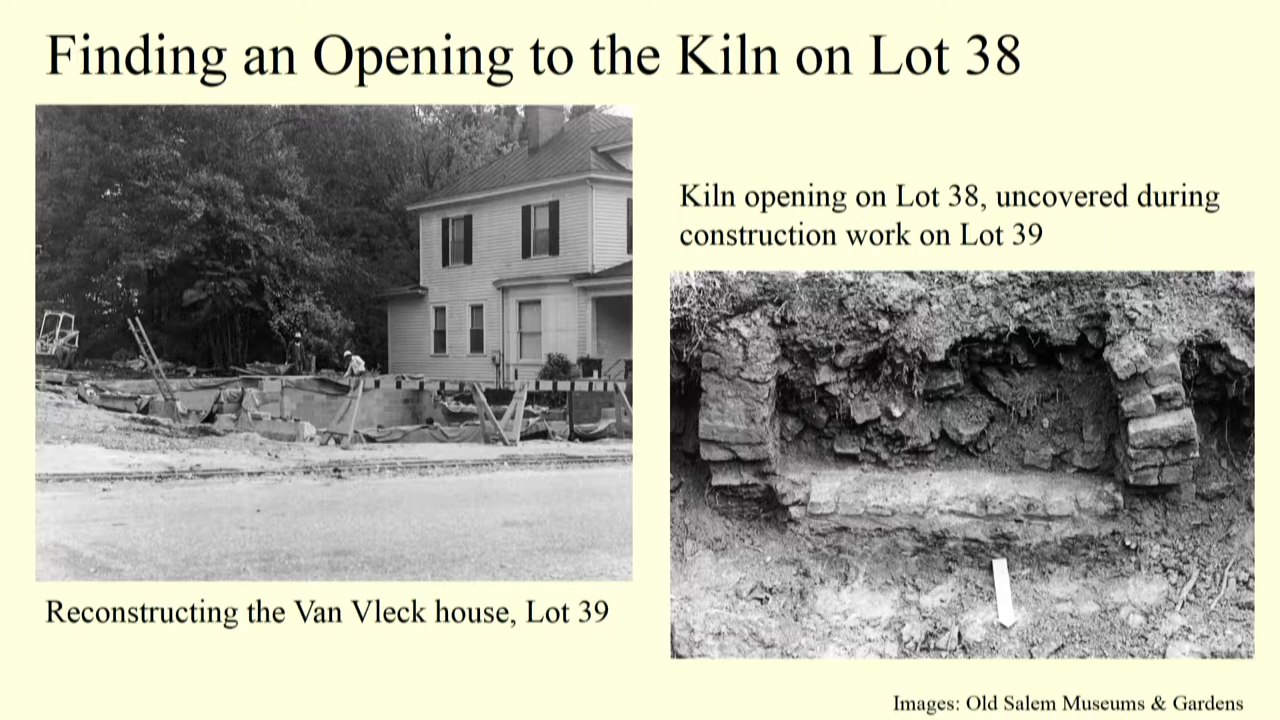 Finding an Opening to the Kiln on Lot 38
Kiln opening on Lot 38, uncovered during
construction work on Lot 39
Reconstructing the Van Vleck house, Lot 39
Images: Old Salem Museums & Gardens